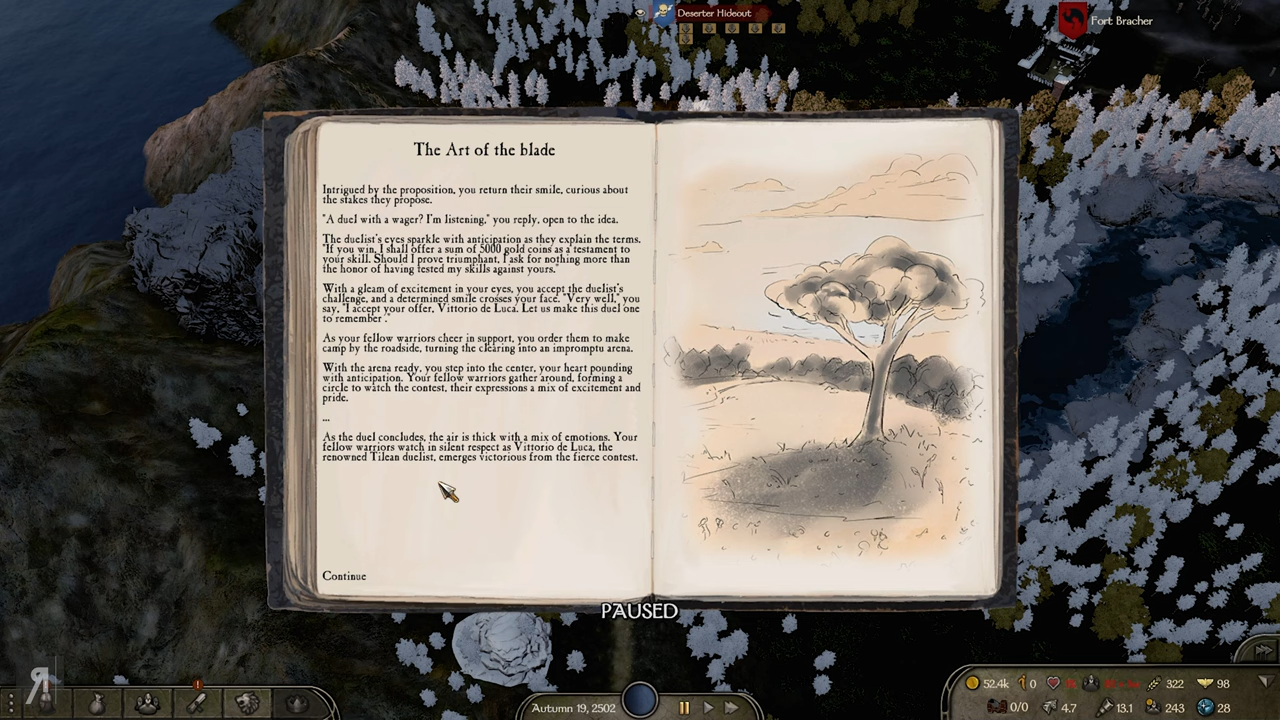 Deserter Hideout
Fort Bracher
The Art of the blade
Intrigued by the proposition, you return their smile, curious about
the stakes they propose.
"A duel with a wager? I'm listening," you reply, open to the idea.
The duelist's eyes sparkle with anticipation as they explain the terms.
"If you win, I shall offer a sum of 5000 gold coins as a testament to
your skill. Should I prove triumphant, I ask for nothing more than
the honor of having tested my skills against yours."
With a gleam of excitement in your eyes, you accept the duelist's
challenge, and a determined smile crosses your face. "Very well," you
say, "I accept your offer, Vittorio de Luca. Let us make this duel one
to remember ."
As your fellow warriors cheer in support, you order them to make
camp by the roadside, turning the clearing into an impromptu arena.
With the arena ready, you step into the center, your heart pounding
with anticipation. Your fellow warriors gather around, forming a
circle to watch the contest, their expressions a mix of excitement and
pride.
...
As the duel concludes, the air is thick with a mix of emotions. Your
fellow warriors watch in silent respect as Vittorio de Luca, the
renowned Tilean duelist, emerges victorious from the fierce contest.
Continue
PAUSED
Autumn 19, 2502
52.4k 0 322 98
0/0 4.7 13.1 243 28